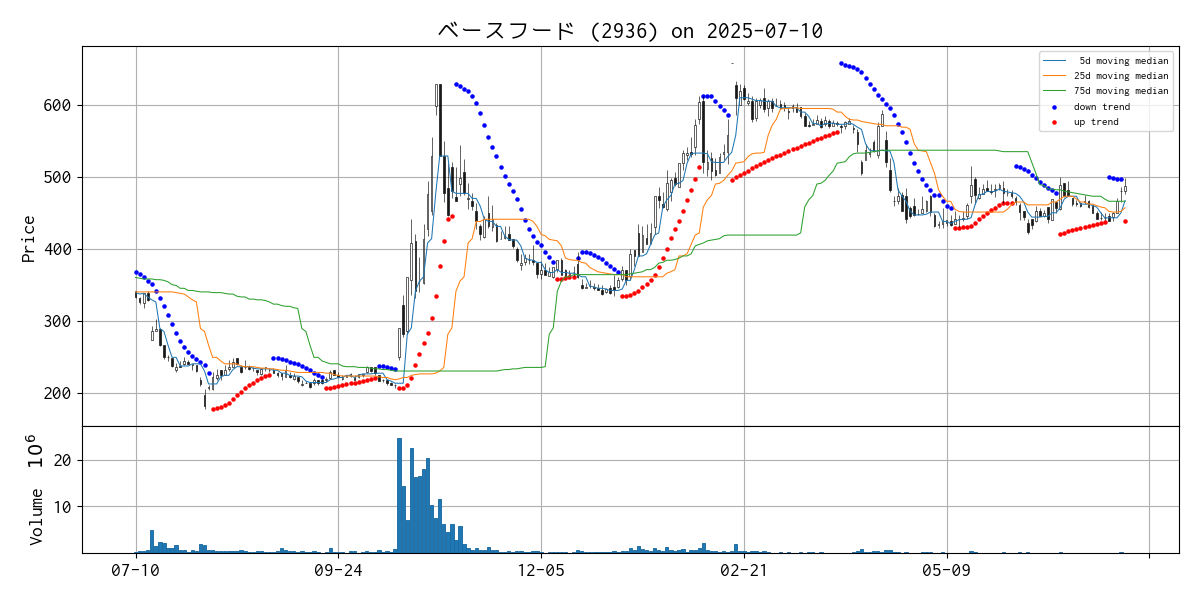 ベースフード (2936) on 2025-07-10
5d moving median
25d moving median
75d moving median
down trend
up trend
600
500
400
300
200
Price
20
10
Volume 10^6
07-10
09-24
12-05
02-21
05-09